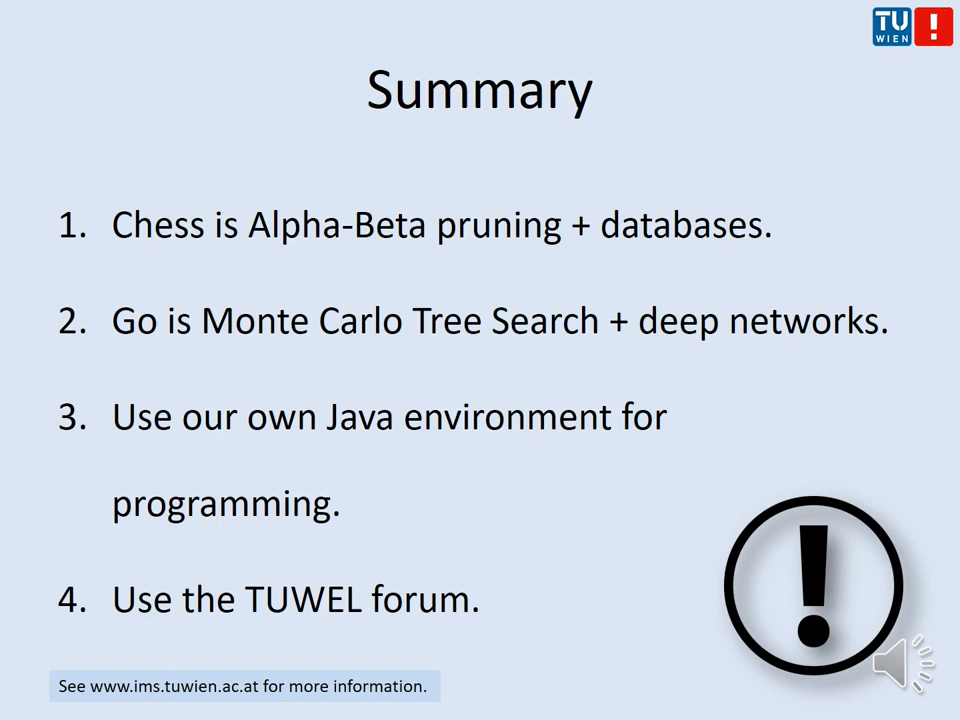 TU
WIEN
!
Summary
1. Chess is Alpha-Beta pruning + databases.
2. Go is Monte Carlo Tree Search + deep networks.
3. Use our own Java environment for
programming.
4. Use the TUWEL forum.
!
See www.ims.tuwien.ac.at for more information.